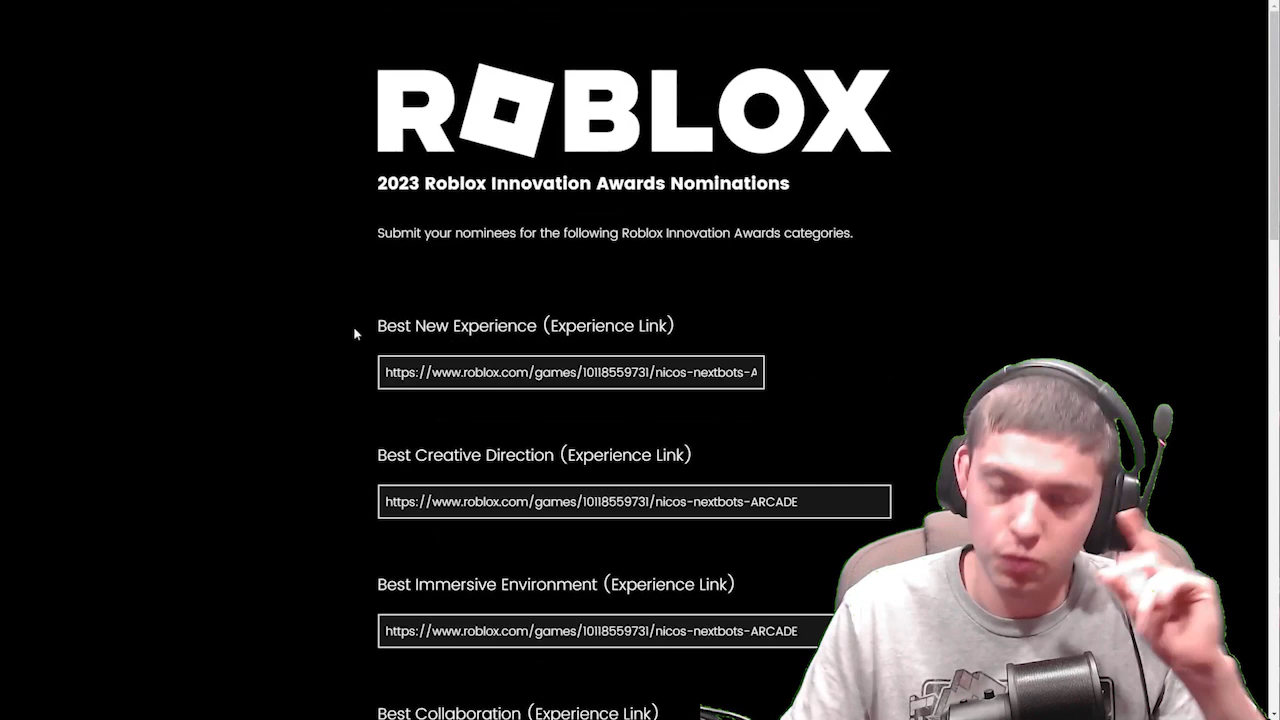 ROBLOX
2023 Roblox Innovation Awards Nominations
Submit your nominees for the following Roblox Innovation Awards categories.
Best New Experience (Experience Link)
https://www.roblox.com/games/10118559731/nicos-nextbots-A
Best Creative Direction (Experience Link)
https://www.roblox.com/games/10118559731/nicos-nextbots-ARCADE
Best Immersive Environment (Experience Link)
https://www.roblox.com/games/10118559731/nicos-nextbots-ARCADE
Best Collaboration (Experience Link)